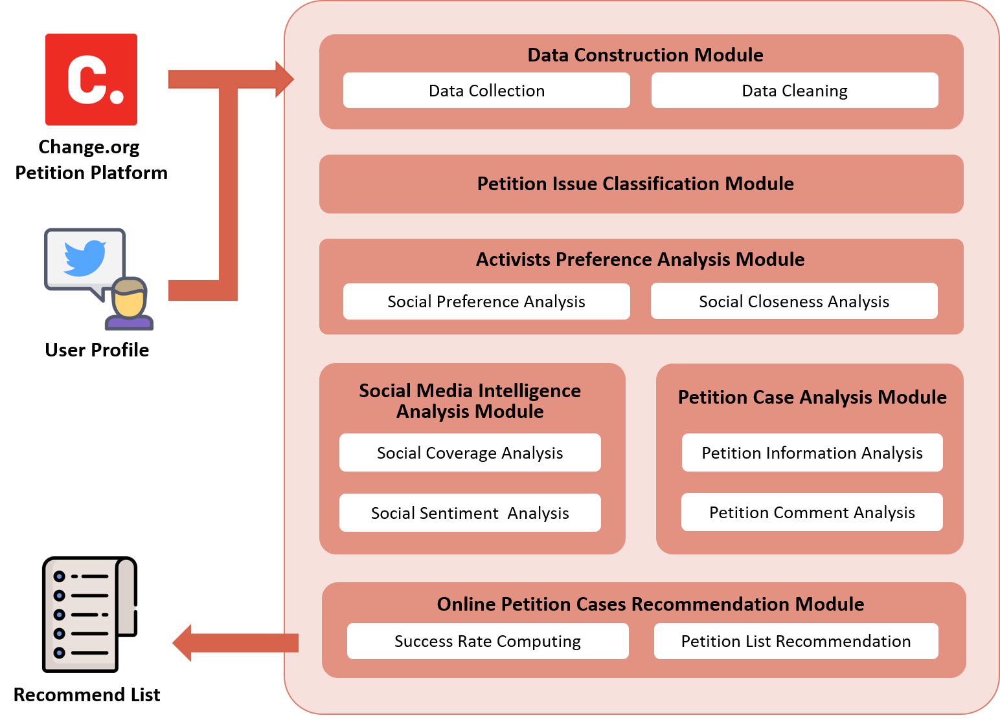 C.
Change.org
Petition Platform
User Profile
Recommend List
Data Construction Module
Data Collection
Data Cleaning
Petition Issue Classification Module
Activists Preference Analysis Module
Social Preference Analysis
Social Closeness Analysis
Social Media Intelligence
Analysis Module
Social Coverage Analysis
Social Sentiment  Analysis
Petition Case Analysis Module
Petition Information Analysis
Petition Comment Analysis
Online Petition Cases Recommendation Module
Success Rate Computing
Petition List Recommendation